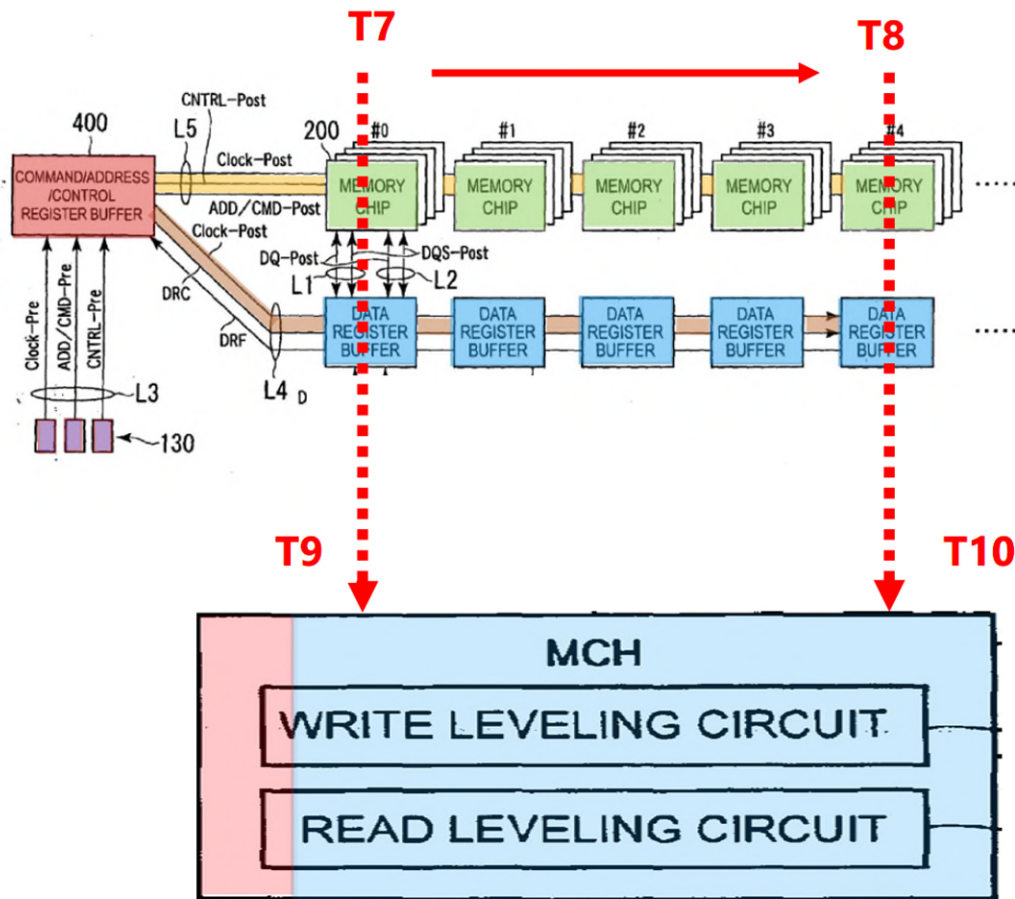 T7
T8
CNTRL-Post
400
L5
200
#0
#1
#2
#3
#4
Clock-Post
COMMAND/ADDRESS
/CONTROL
REGISTER BUFFER
MEMORY
CHIP
MEMORY
CHIP
MEMORY
CHIP
MEMORY
CHIP
MEMORY
CHIP
.....
ADD/CMD-Post
Clock-Post
DQ-Post
DQS-Post
L1
L2
DRC
DRF
Clock-Pre
ADD/CMD-Pre
CNTRL-Pre
DATA
REGISTER
BUFFER
DATA
REGISTER
BUFFER
DATA
REGISTER
BUFFER
DATA
REGISTER
BUFFER
DATA
REGISTER
BUFFER
.....
L3
L4
D
130
T9
T10
MCH
WRITE LEVELING CIRCUIT
READ LEVELING CIRCUIT